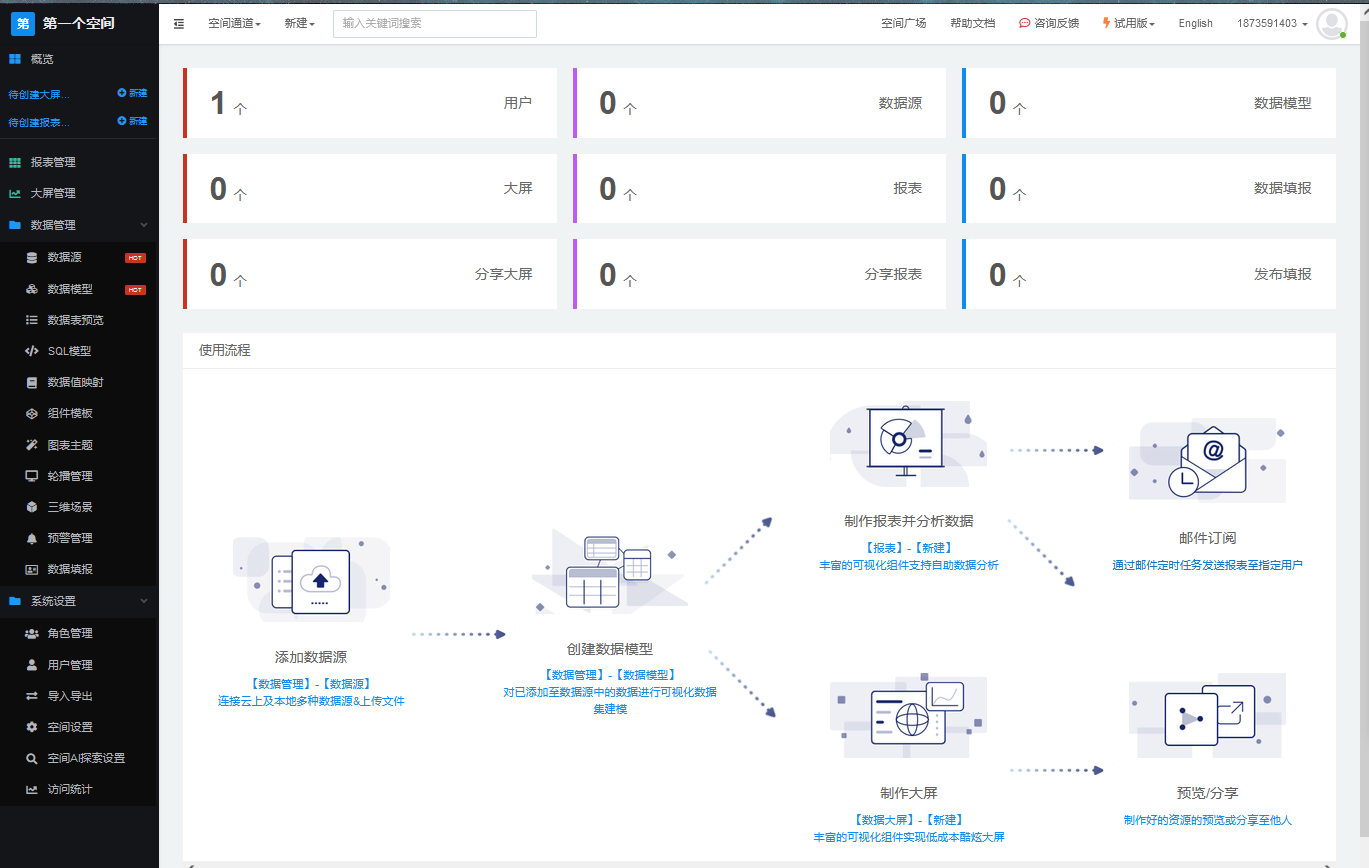 第 第一个空间
空间通道 新建 输入关键词搜索 空间广场 帮助文档 咨询反馈 试用版 English 1873591403
概览
待创建大屏... 新建
待创建报表... 新建
报表管理
大屏管理
数据管理
数据源 HOT
数据模型 HOT
数据表预览
SQL模型
数据值映射
组件模板
图表主题
轮播管理
三维场景
预警管理
数据填报
系统设置
角色管理
用户管理
导入导出
空间设置
空间AI探索设置
访问统计
1 个 用户
0 个 数据源
0 个 数据模型
0 个 大屏
0 个 报表
0 个 数据填报
0 个 分享大屏
0 个 分享报表
0 个 发布填报
使用流程
添加数据源
【数据管理】-【数据源】
连接云上及本地多种数据源&上传文件
创建数据模型
【数据管理】-【数据模型】
对已添加至数据源中的数据进行可视化数据
集建模
制作报表并分析数据
【报表】-【新建】
丰富的可视化组件支持自助数据分析
@
邮件订阅
通过邮件定时任务发送报表至指定用户
制作大屏
【数据大屏】-【新建】
丰富的可视化组件实现低成本酷炫大屏
预览/分享
制作好的资源的预览或分享至他人